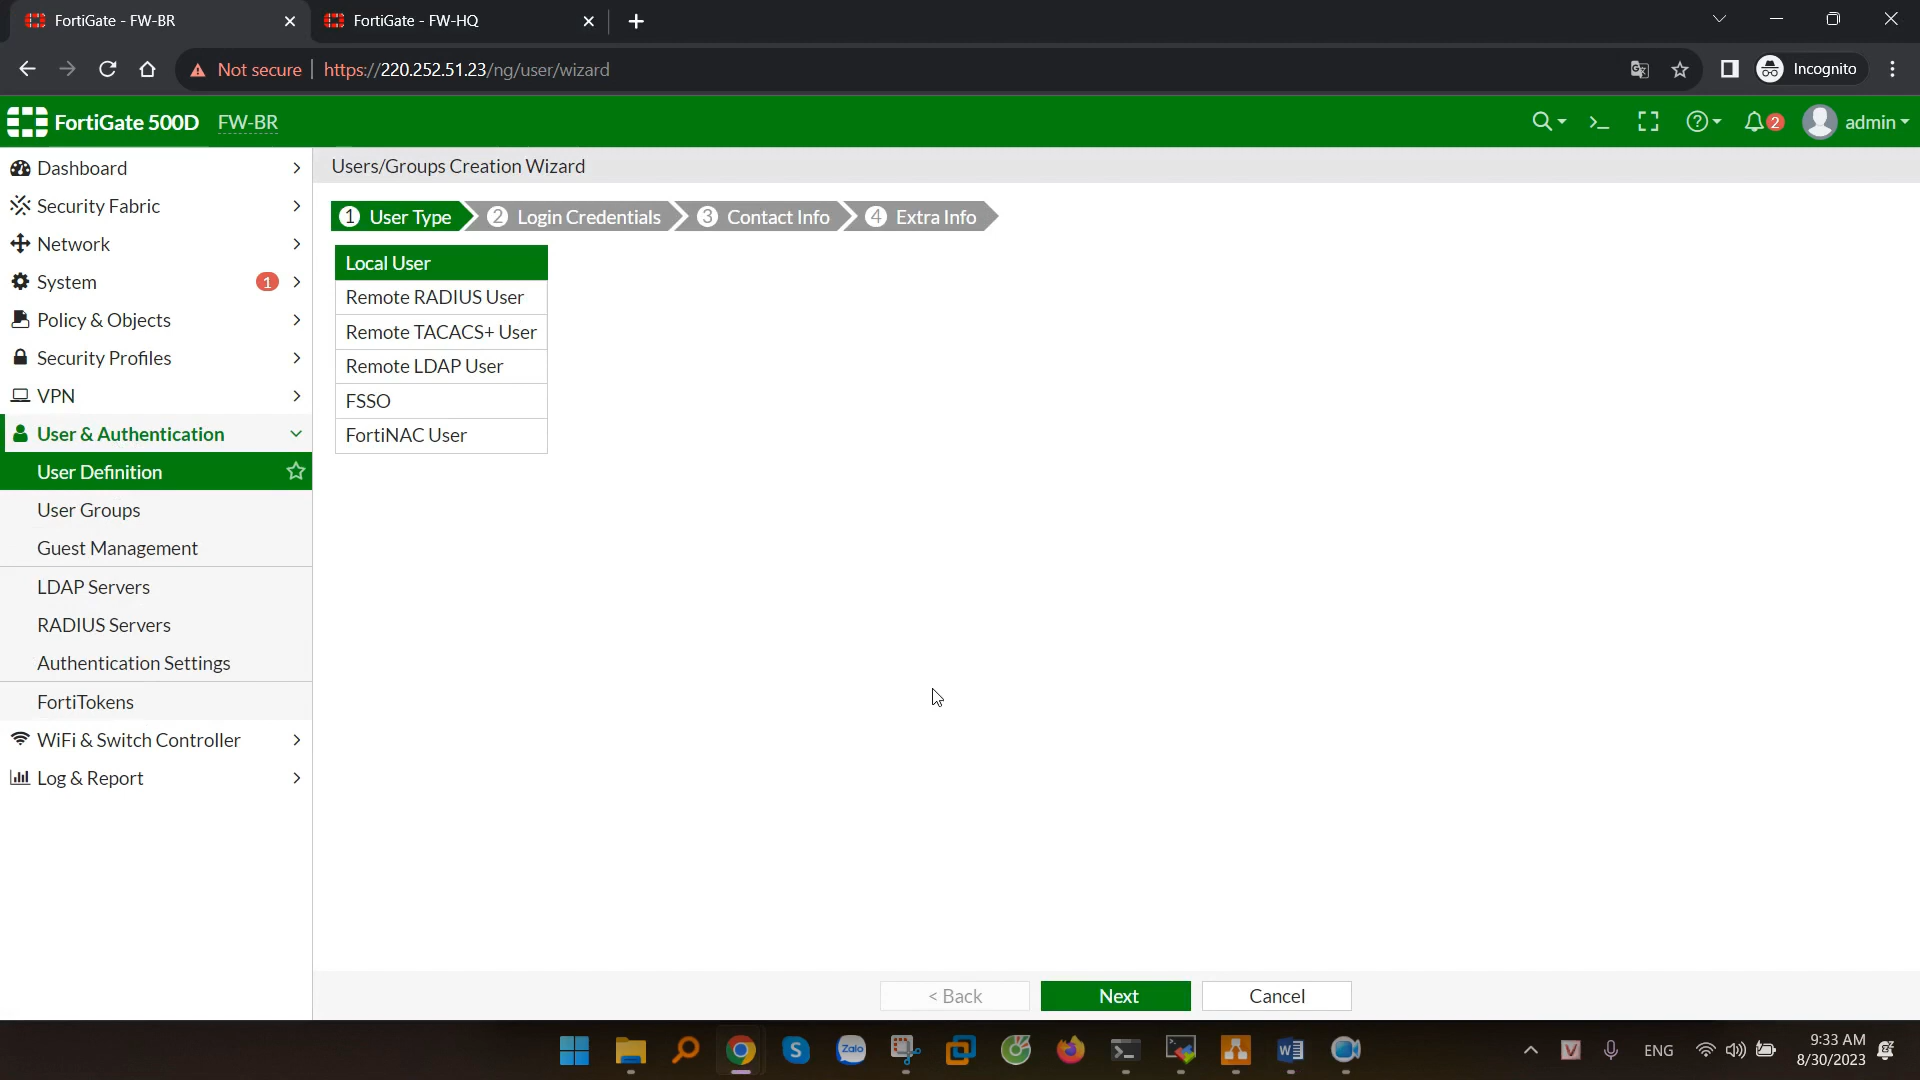 FortiGate - FW-BR
FortiGate - FW-HQ
Not secure https://220.252.51.23/ng/user/wizard
Incognito
FortiGate 500D FW-BR
2 admin
Dashboard
Security Fabric
Network
System 1
Policy & Objects
Security Profiles
VPN
User & Authentication
User Definition
User Groups
Guest Management
LDAP Servers
RADIUS Servers
Authentication Settings
FortiTokens
WiFi & Switch Controller
Log & Report
Users/Groups Creation Wizard
1 User Type 2 Login Credentials 3 Contact Info 4 Extra Info
Local User
Remote RADIUS User
Remote TACACS+ User
Remote LDAP User
FSSO
FortiNAC User
< Back Next Cancel
Zalo
ENG
9:33 AM
8/30/2023